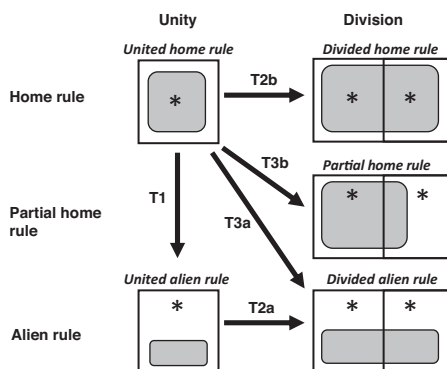 Unity Division
United home rule Divided home rule
Home rule * T2b * *
T3b Partial home rule
T1 * *
Partial home rule
T3a
United alien rule Divided alien rule
* * *
T2a
Alien rule